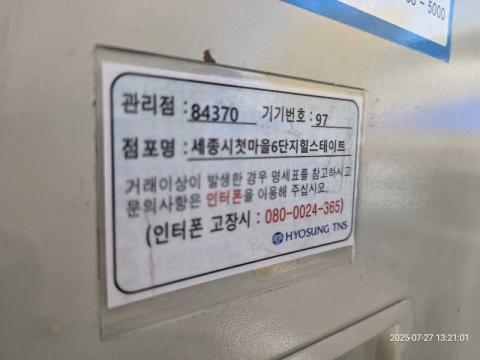 - 5000
관리점 : 84370 기기번호 : 97
점포명 : 세종시첫마을6단지힐스테이트
거래이상이 발생한 경우 명세표를 참고하시고
문의사항은 인터폰을 이용해 주십시오.
(인터폰 고장시 : 080-0024-365)
HYOSUNG TNS
2025-07-27 13:21:01